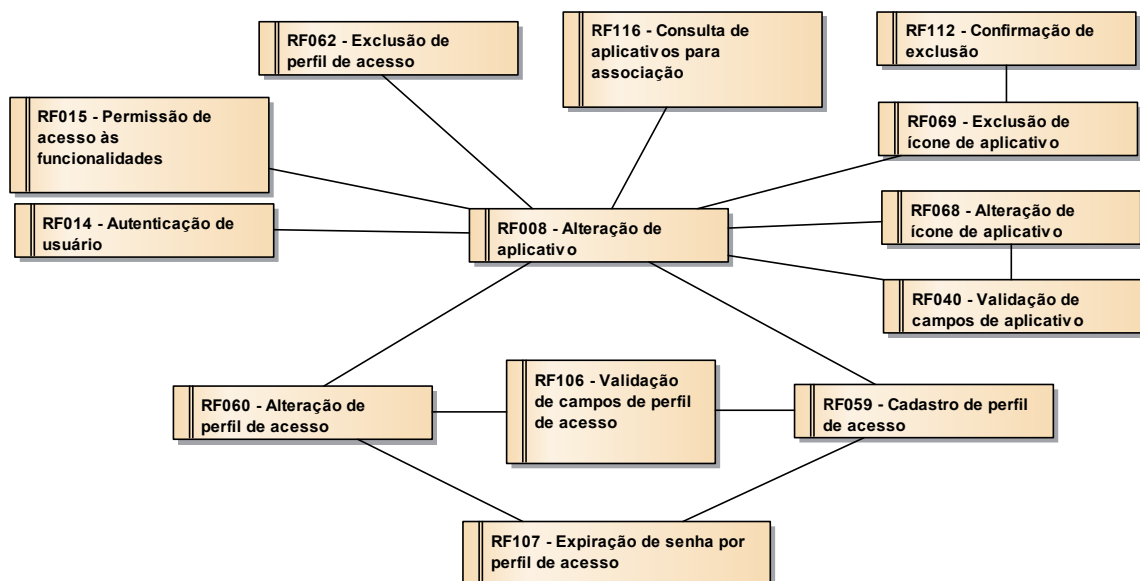 RF062 - Exclusão de
perfil de acesso
RF116 - Consulta de
aplicativos para
associação
RF112 - Confirmação de
exclusão
RF015 - Permissão de
acesso às
funcionalidades
RF069 - Exclusão de
ícone de aplicativo
RF014 - Autenticação de
usuário
RF008 - Alteração de
aplicativo
RF068 - Alteração de
ícone de aplicativo
RF040 - Validação de
campos de aplicativo
RF060 - Alteração de
perfil de acesso
RF106 - Validação
de campos de perfil
de acesso
RF059 - Cadastro de perfil
de acesso
RF107 - Expiração de senha por
perfil de acesso